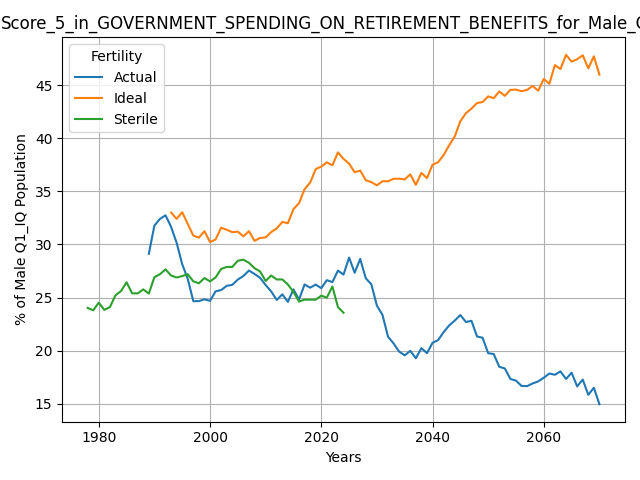 Score_5_in_GOVERNMENT_SPENDING_ON_RETIREMENT_BENEFITS_for_Male_
Fertility
Actual
Ideal
Sterile
% of Male Q1_IQ Population
45
40
35
30
25
20
15
1980
2000
2020
2040
2060
Years